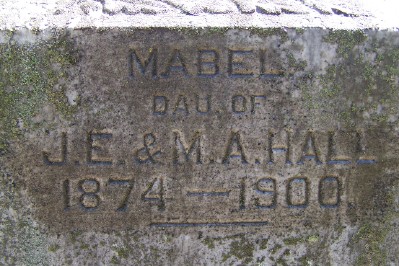 MABEL
DAU OF
J.E. & M.A. HALL
1874 — 1900.